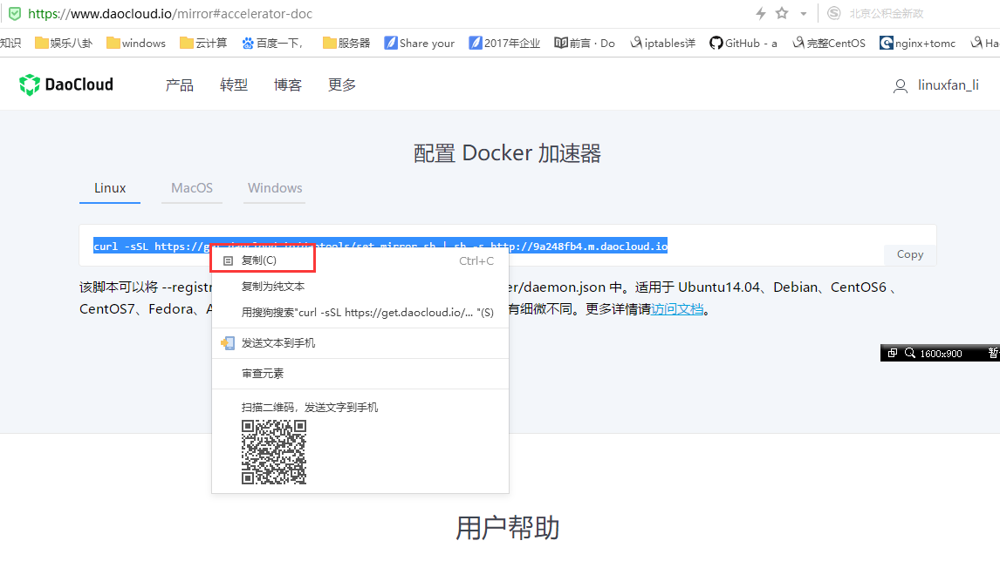 https://www.daocloud.io/mirror#accelerator-doc
北京公积金新政
知识 娱乐八卦 windows 云计算 百度一下, 服务器 Share your 2017年企业 前言 · Do iptables详 GitHub - a 完整CentOS nginx+tomc Ha
DaoCloud 产品 转型 博客 更多 linuxfan_li
配置 Docker 加速器
Linux MacOS Windows
curl -sSL https://get.daocloud.io/daotools/set_mirror.sh | sh -s http://9a248fb4.m.daocloud.io
Copy
复制(C) Ctrl+C
该脚本可以将 --registr er/daemon.json 中。适用于 Ubuntu14.04、Debian、CentOS6 、
复制为纯文本
CentOS7、Fedora、A 有细微不同。更多详情请访问文档。
用搜狗搜索"curl -sSL https://get.daocloud.io/... "(S)
发送文本到手机
1600x900 暂
审查元素
扫描二维码，发送文字到手机
用户帮助